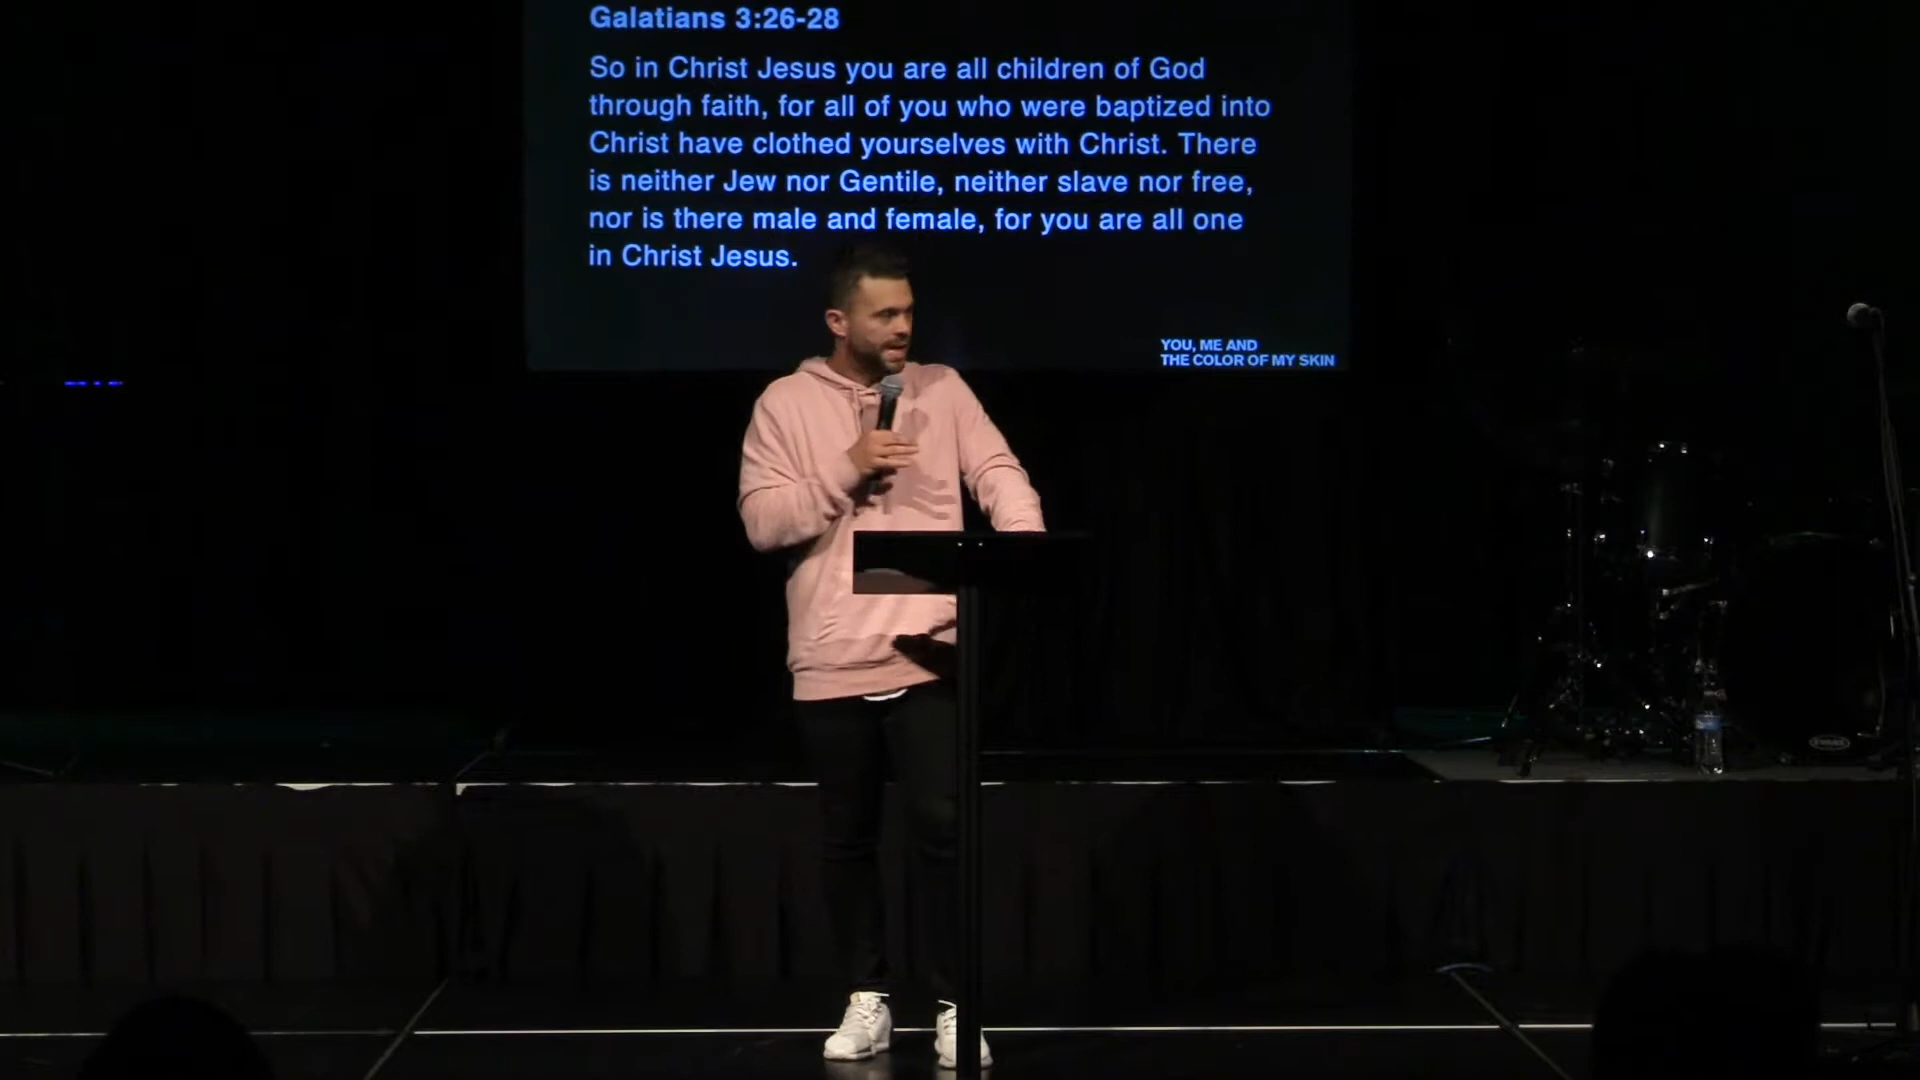 Galatians 3:26-28
So in Christ Jesus you are all children of God
through faith, for all of you who were baptized into
Christ have clothed yourselves with Christ. There
is neither Jew nor Gentile, neither slave nor free,
nor is there male and female, for you are all one
in Christ Jesus.
YOU, ME AND
THE COLOR OF MY SKIN
EVANS